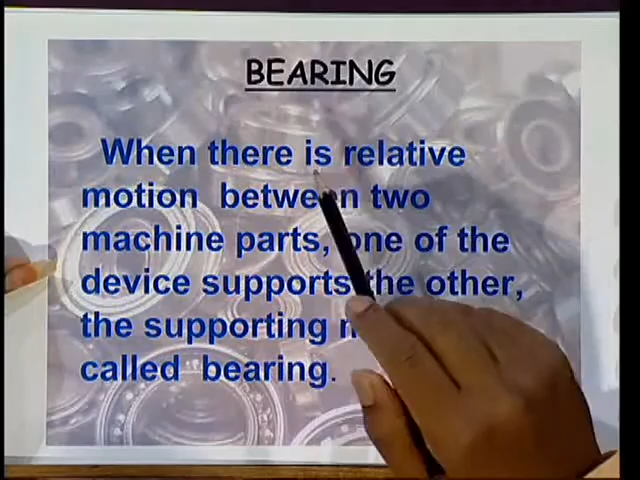 BEARING
When there is relative
motion between two
machine parts, one of the
device supports the other,
the supporting
called bearing.